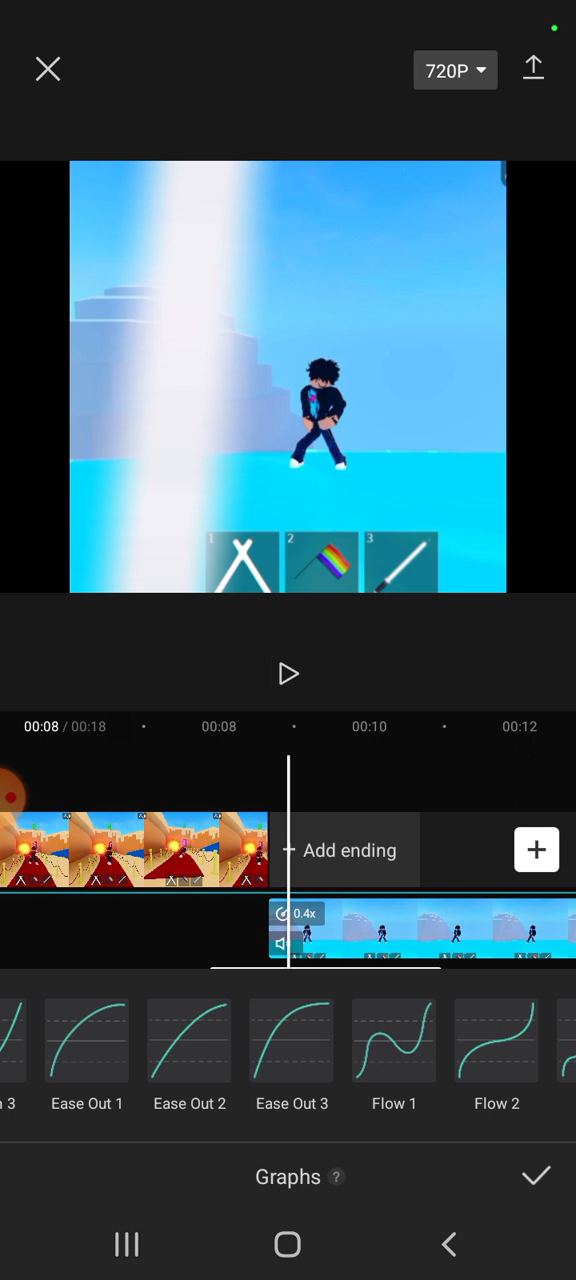 720P
1
2
3
00:08 / 00:18
00:08
00:10
00:12
+ Add ending
+
0.4x
Ease Out 1
Ease Out 2
Ease Out 3
Flow 1
Flow 2
Graphs ?